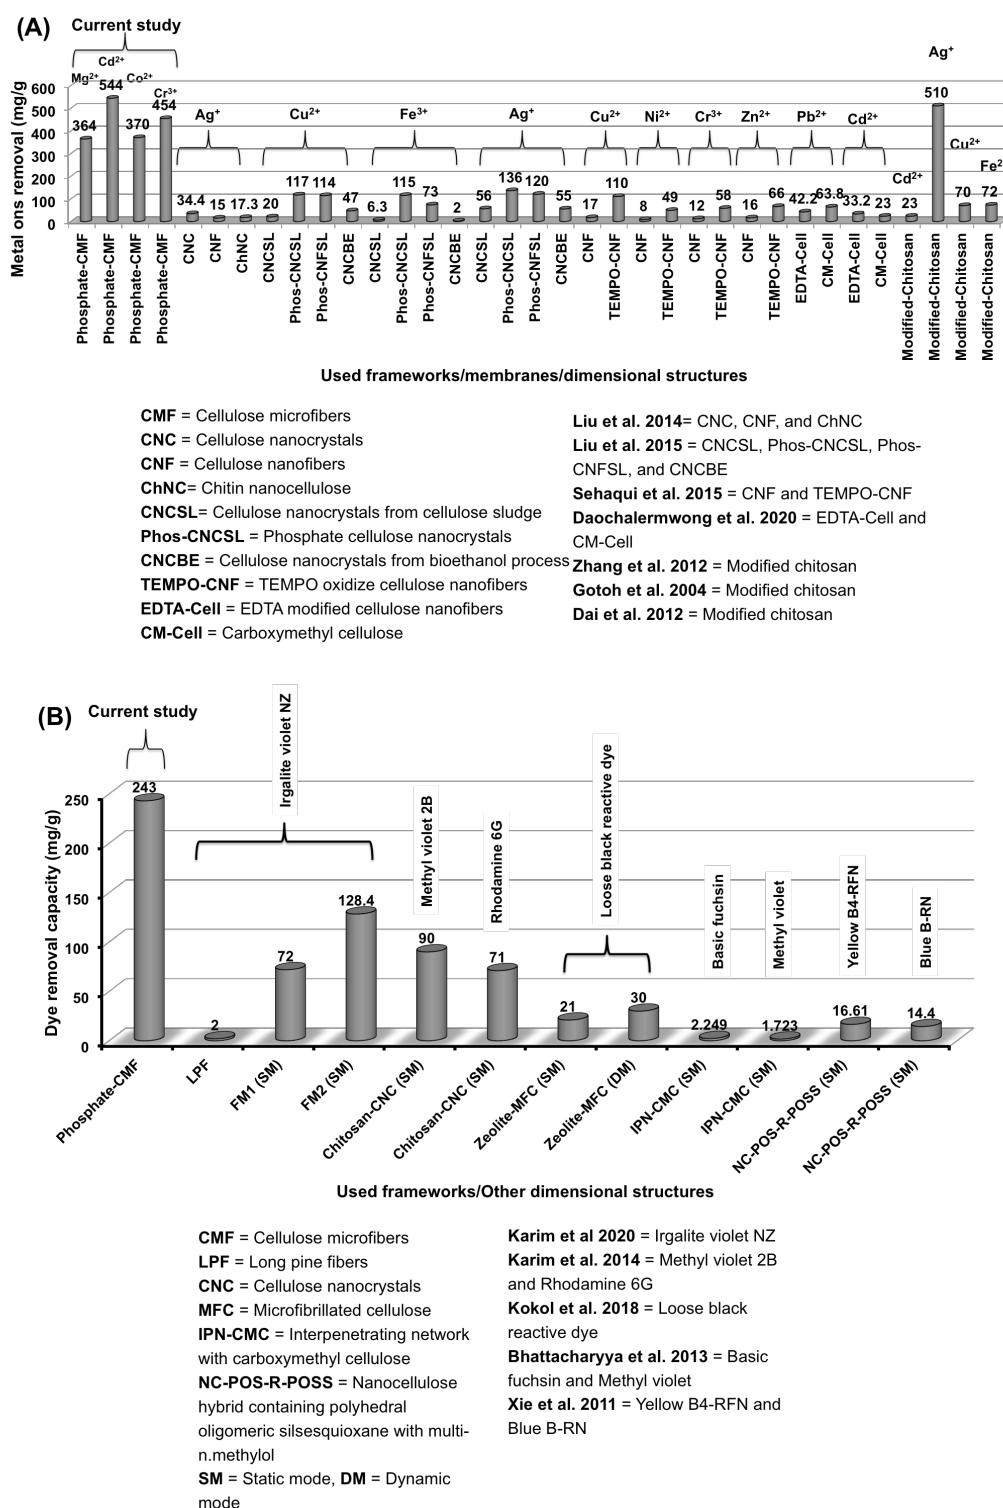 (A)
Current study
Mg²⁺ Cd²⁺ Co²⁺ Cr³⁺ Ag⁺ Cu²⁺ Fe³⁺ Ag⁺ Cu²⁺ Ni²⁺ Cr³⁺ Zn²⁺ Pb²⁺ Cd²⁺ Cd²⁺ Ag⁺ Cu²⁺ Fe²
Metal ons removal (mg/g
600
500
400
300
200
100
0
364 544 370 454 34.4 15 17.3 20 117 114 47 6.3 115 73 2 56 136 120 55 17 110 8 49 12 58 16 66 42.2 63.8 33.2 23 23 510 70 72
Phosphate-CMF
Phosphate-CMF
Phosphate-CMF
Phosphate-CMF
CNC
CNF
ChNC
CNCSL
Phos-CNCSL
Phos-CNFSL
CNCBE
CNCSL
Phos-CNCSL
Phos-CNFSL
CNCBE
CNCSL
Phos-CNCSL
Phos-CNFSL
CNCBE
CNF
TEMPO-CNF
CNF
TEMPO-CNF
CNF
TEMPO-CNF
CNF
TEMPO-CNF
EDTA-Cell
CM-Cell
EDTA-Cell
CM-Cell
Modified-Chitosan
Modified-Chitosan
Modified-Chitosan
Modified-Chitosan
Used frameworks/membranes/dimensional structures
CMF = Cellulose microfibers
CNC = Cellulose nanocrystals
CNF = Cellulose nanofibers
ChNC= Chitin nanocellulose
CNCSL= Cellulose nanocrystals from cellulose sludge
Phos-CNCSL = Phosphate cellulose nanocrystals
CNCBE = Cellulose nanocrystals from bioethanol process
TEMPO-CNF = TEMPO oxidize cellulose nanofibers
EDTA-Cell = EDTA modified cellulose nanofibers
CM-Cell = Carboxymethyl cellulose
Liu et al. 2014= CNC, CNF, and ChNC
Liu et al. 2015 = CNCSL, Phos-CNCSL, Phos-
CNFSL, and CNCBE
Sehaqui et al. 2015 = CNF and TEMPO-CNF
Daochalermwong et al. 2020 = EDTA-Cell and
CM-Cell
Zhang et al. 2012 = Modified chitosan
Gotoh et al. 2004 = Modified chitosan
Dai et al. 2012 = Modified chitosan
(B)
Current study
Irgalite violet NZ
Methyl violet 2B
Rhodamine 6G
Loose black reactive dye
Basic fuchsin
Methyl violet
Yellow B4-RFN
Blue B-RN
Dye removal capacity (mg/g)
250
200
150
100
50
0
243 2 72 128.4 90 71 21 30 2.249 1.723 16.61 14.4
Phosphate-CMF
LPF
FM1 (SM)
FM2 (SM)
Chitosan-CNC (SM)
Chitosan-CNC (SM)
Zeolite-MFC (SM)
Zeolite-MFC (DM)
IPN-CMC (SM)
IPN-CMC (SM)
NC-POS-R-POSS (SM)
NC-POS-R-POSS (SM)
Used frameworks/Other dimensional structures
CMF = Cellulose microfibers
LPF = Long pine fibers
CNC = Cellulose nanocrystals
MFC = Microfibrillated cellulose
IPN-CMC = Interpenetrating network
with carboxymethyl cellulose
NC-POS-R-POSS = Nanocellulose
hybrid containing polyhedral
oligomeric silsesquioxane with multi-
n.methylol
SM = Static mode, DM = Dynamic
mode
Karim et al 2020 = Irgalite violet NZ
Karim et al. 2014 = Methyl violet 2B
and Rhodamine 6G
Kokol et al. 2018 = Loose black
reactive dye
Bhattacharyya et al. 2013 = Basic
fuchsin and Methyl violet
Xie et al. 2011 = Yellow B4-RFN and
Blue B-RN